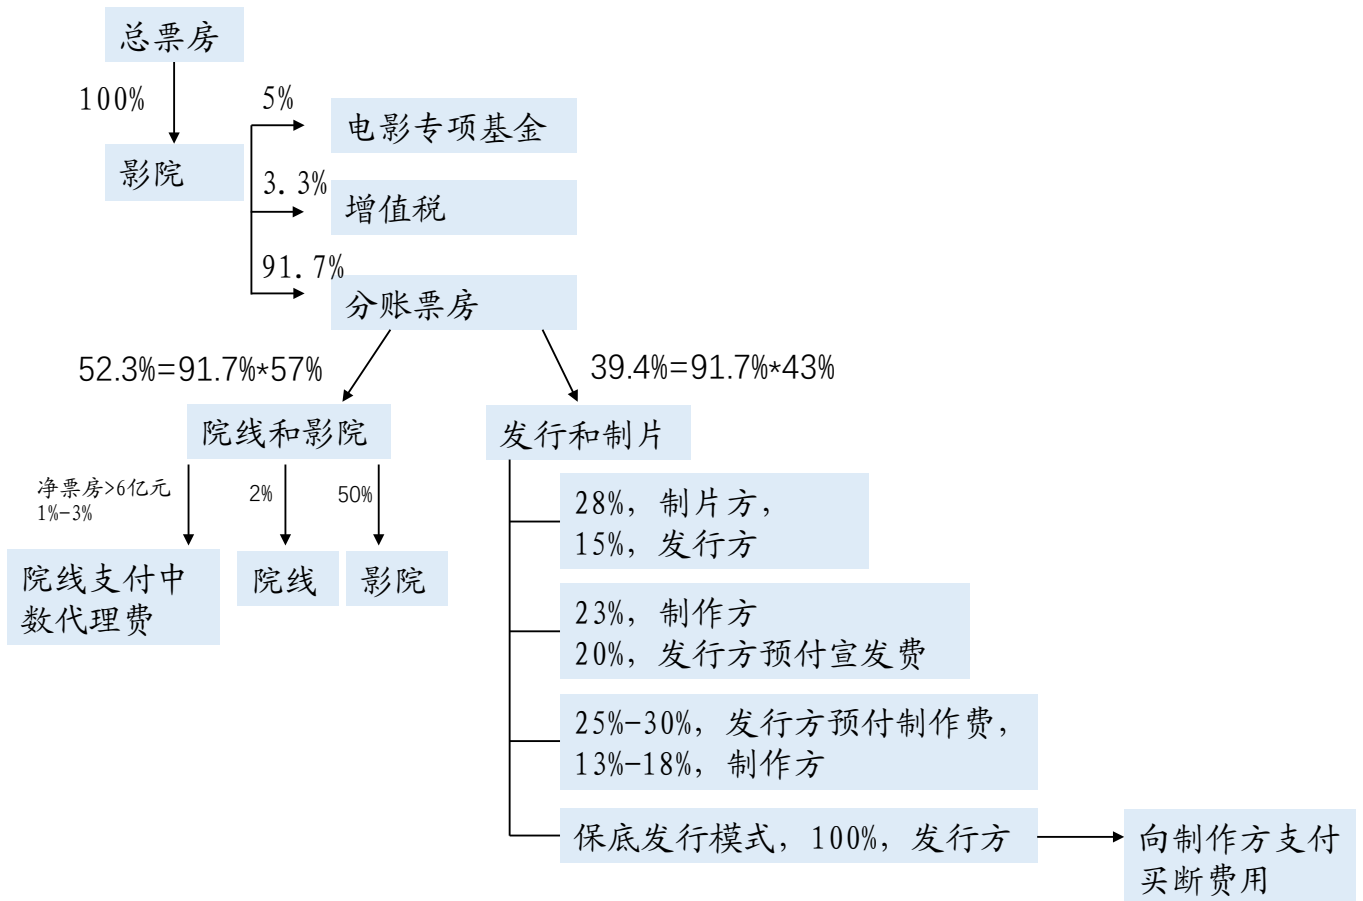 总票房
100%
影院
5%
电影专项基金
3.3%
增值税
91.7%
分账票房
52.3%=91.7%*57%
39.4%=91.7%*43%
院线和影院
发行和制片
净票房>6亿元
1%-3%
2%
50%
院线支付中
数代理费
院线
影院
28%, 制片方,
15%, 发行方
23%, 制作方
20%, 发行方预付宣发费
25%-30%, 发行方预付制作费,
13%-18%, 制作方
保底发行模式, 100%, 发行方
向制作方支付
买断费用